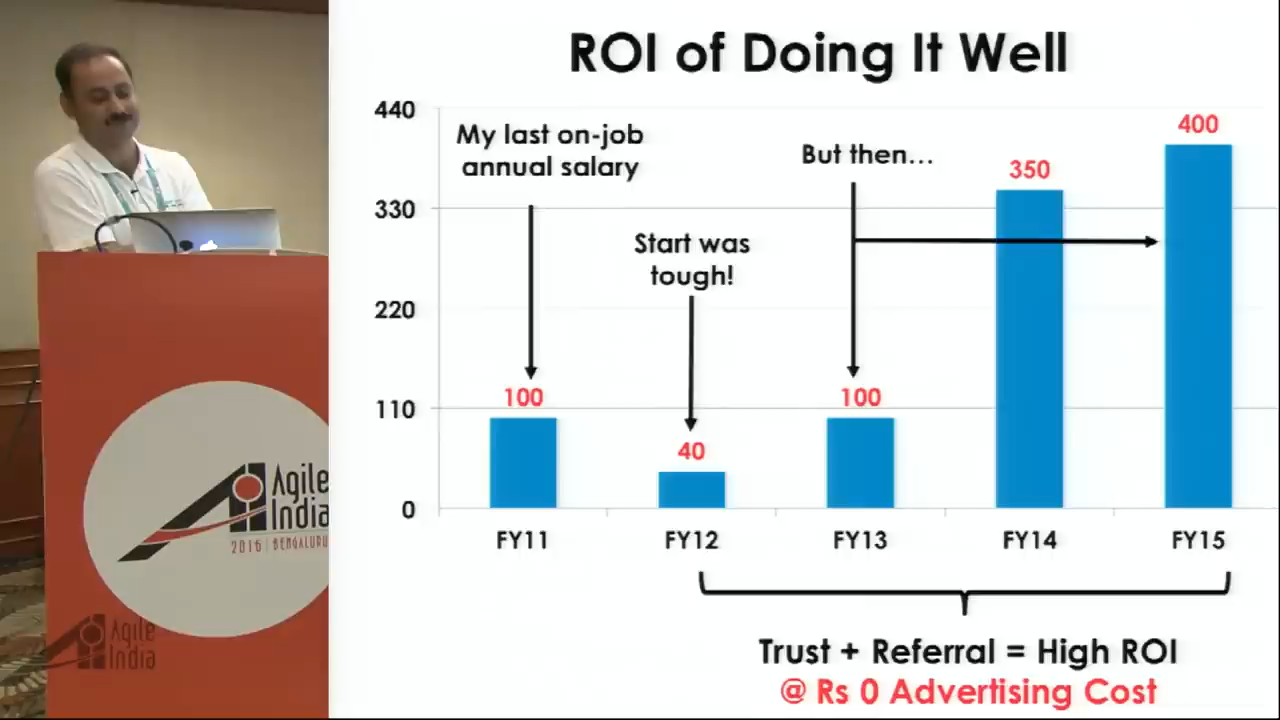 ROI of Doing It Well
440
330
220
110
0
My last on-job
annual salary
Start was
tough!
But then...
100
40
100
350
400
FY11
FY12
FY13
FY14
FY15
Trust + Referral = High ROI
@ Rs 0 Advertising Cost
Agile
India
2016 | BENGALURU
Agile
India